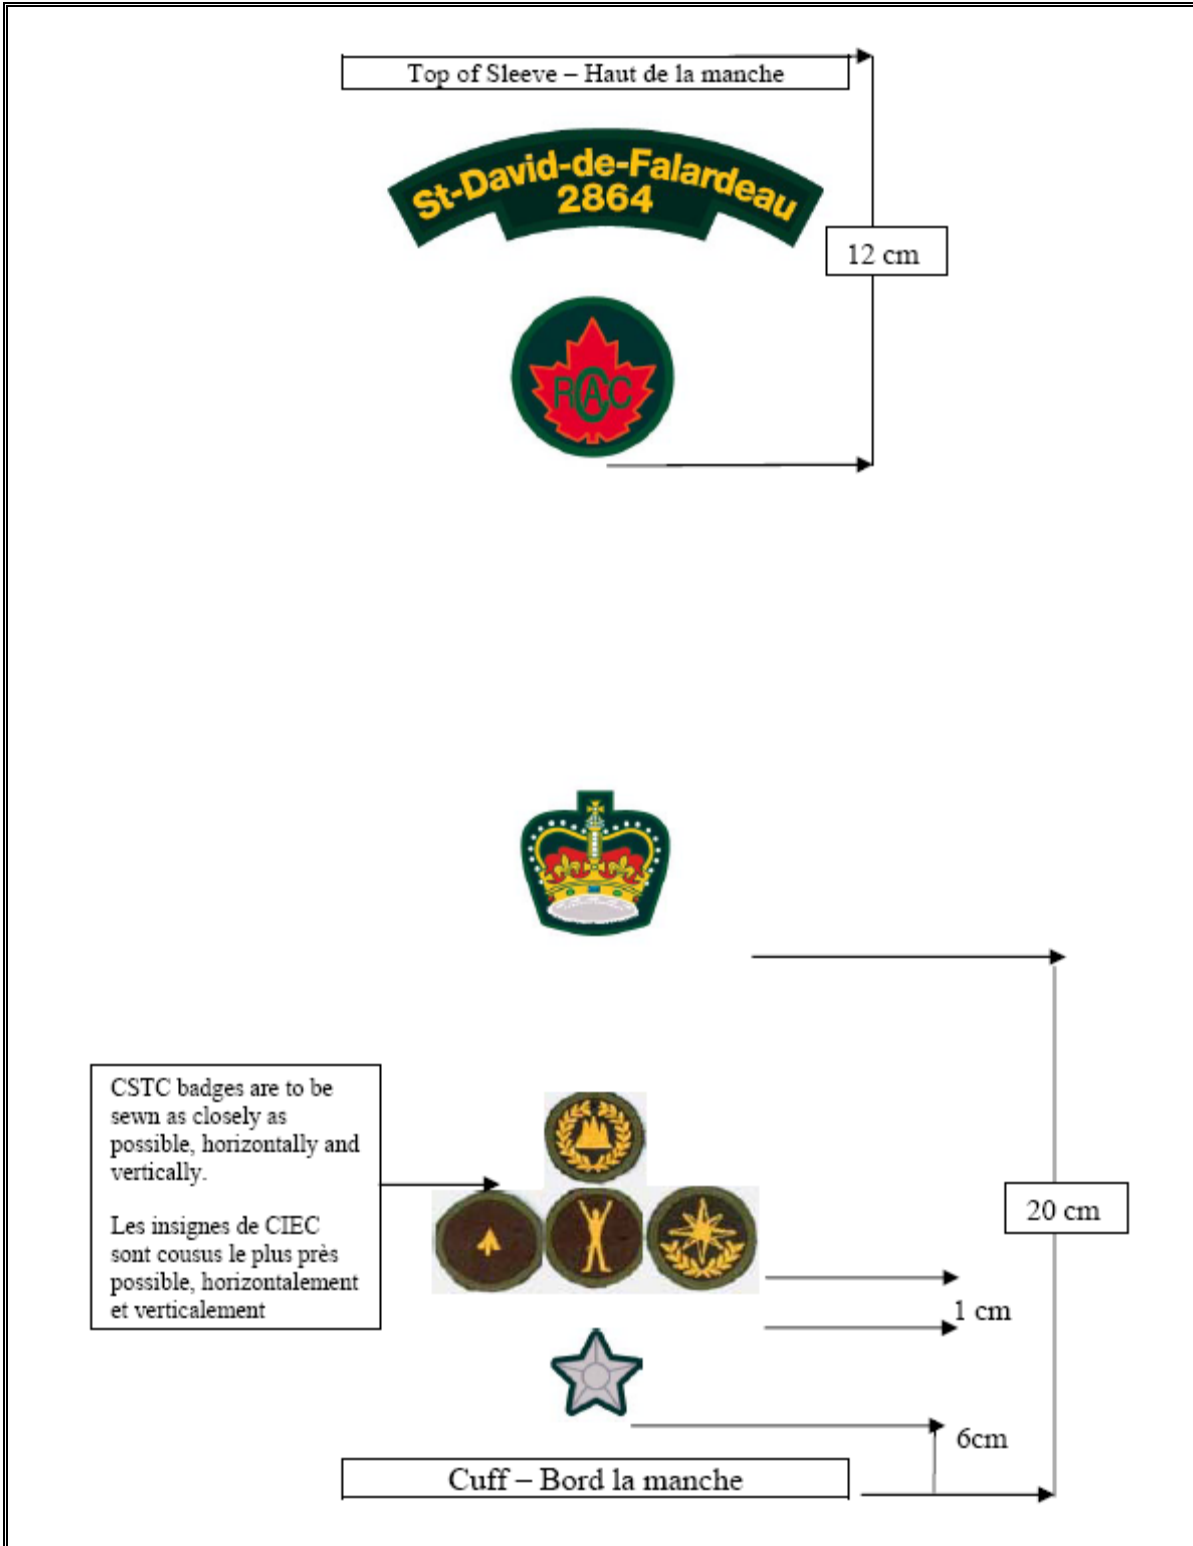 Top of Sleeve – Haut de la manche
St-David-de-Falardeau
2864
12 cm
RCAC
CSTC badges are to be
sewn as closely as
possible, horizontally and
vertically.
Les insignes de CIEC
sont cousus le plus près
possible, horizontalement
et verticalement
20 cm
1 cm
6cm
Cuff – Bord la manche